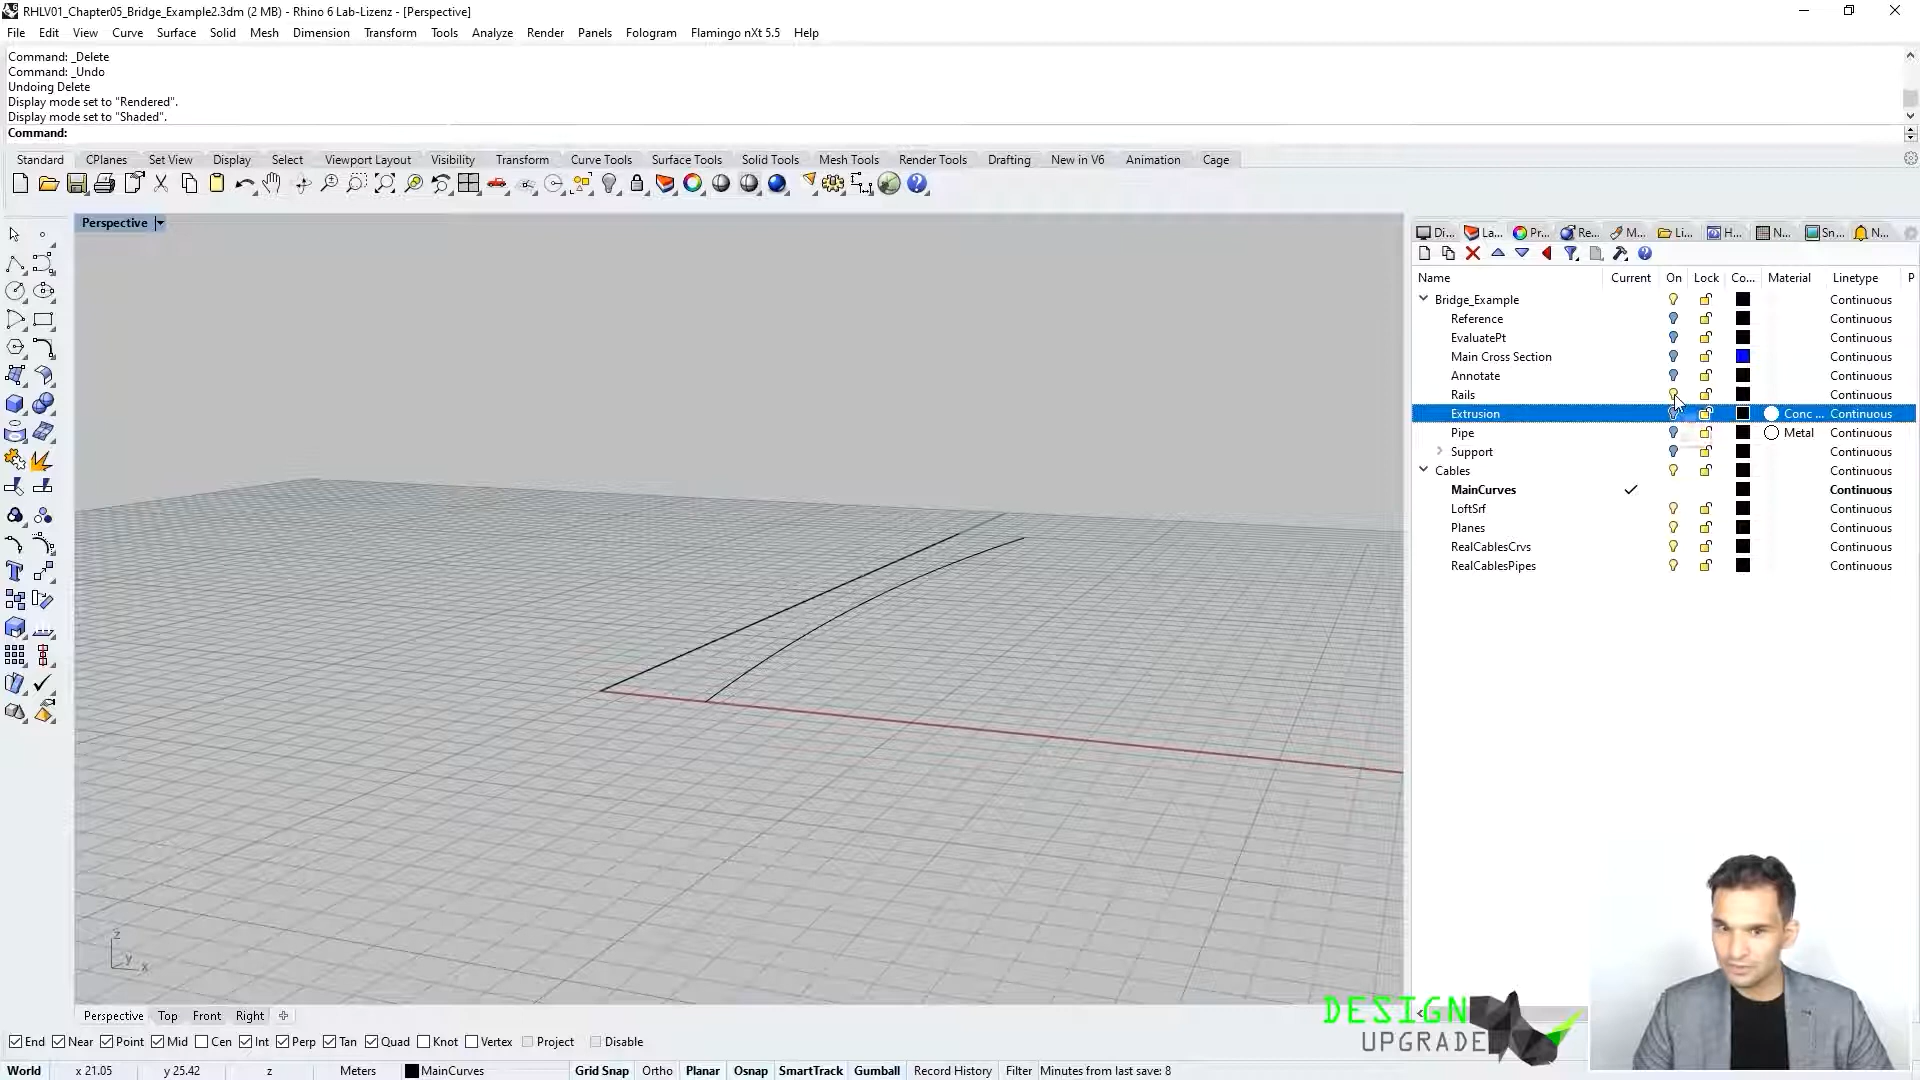 RHLV01_Chapter05_Bridge_Example2.3dm (2 MB) - Rhino 6 Lab-Lizenz - [Perspective]
File Edit View Curve Surface Solid Mesh Dimension Transform Tools Analyze Render Panels Fologram Flamingo nXt 5.5 Help
Command: _Delete
Command: _Undo
Undoing Delete
Display mode set to "Rendered".
Display mode set to "Shaded".
Command:
Standard CPlanes Set View Display Select Viewport Layout Visibility Transform Curve Tools Surface Tools Solid Tools Mesh Tools Render Tools Drafting New in V6 Animation Cage
Perspective
Di... La... Pr... Re... M... Li... H... N... Sn... N...
Name Current On Lock Co... Material Linetype P
Bridge_Example Continuous
Reference Continuous
EvaluatePt Continuous
Main Cross Section Continuous
Annotate Continuous
Rails Continuous
Extrusion Conc ... Continuous
Pipe Metal Continuous
Support Continuous
Cables Continuous
MainCurves Continuous
LoftSrf Continuous
Planes Continuous
RealCablesCrvs Continuous
RealCablesPipes Continuous
z
y
x
Perspective Top Front Right
DESIGN
UPGRADE
End Near Point Mid Cen Int Perp Tan Quad Knot Vertex Project Disable
World x 21.05 y 25.42 z Meters MainCurves Grid Snap Ortho Planar Osnap SmartTrack Gumball Record History Filter Minutes from last save: 8